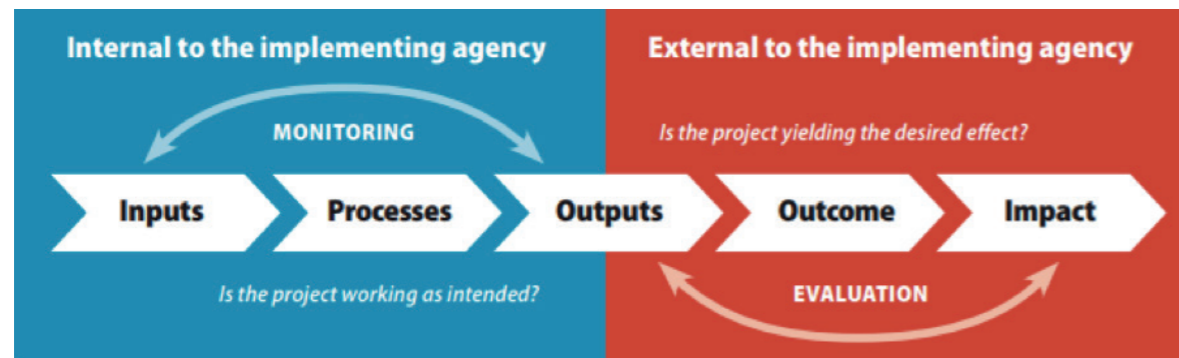 Internal to the implementing agency
External to the implementing agency
MONITORING
Is the project yielding the desired effect?
Inputs
Processes
Outputs
Outcome
Impact
Is the project working as intended?
EVALUATION